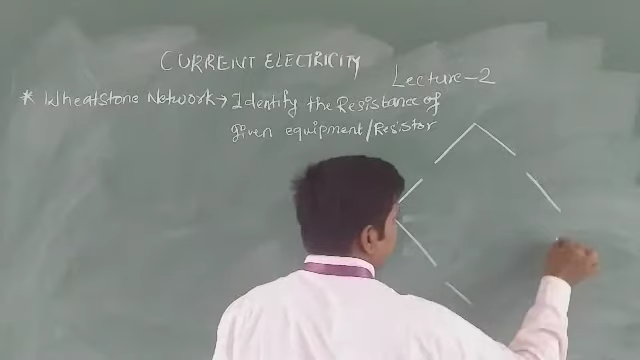 CURRENT ELECTRICITY
Lecture-2
* Wheatstone Network → Identify the Resistance of
given equipment/Resistor